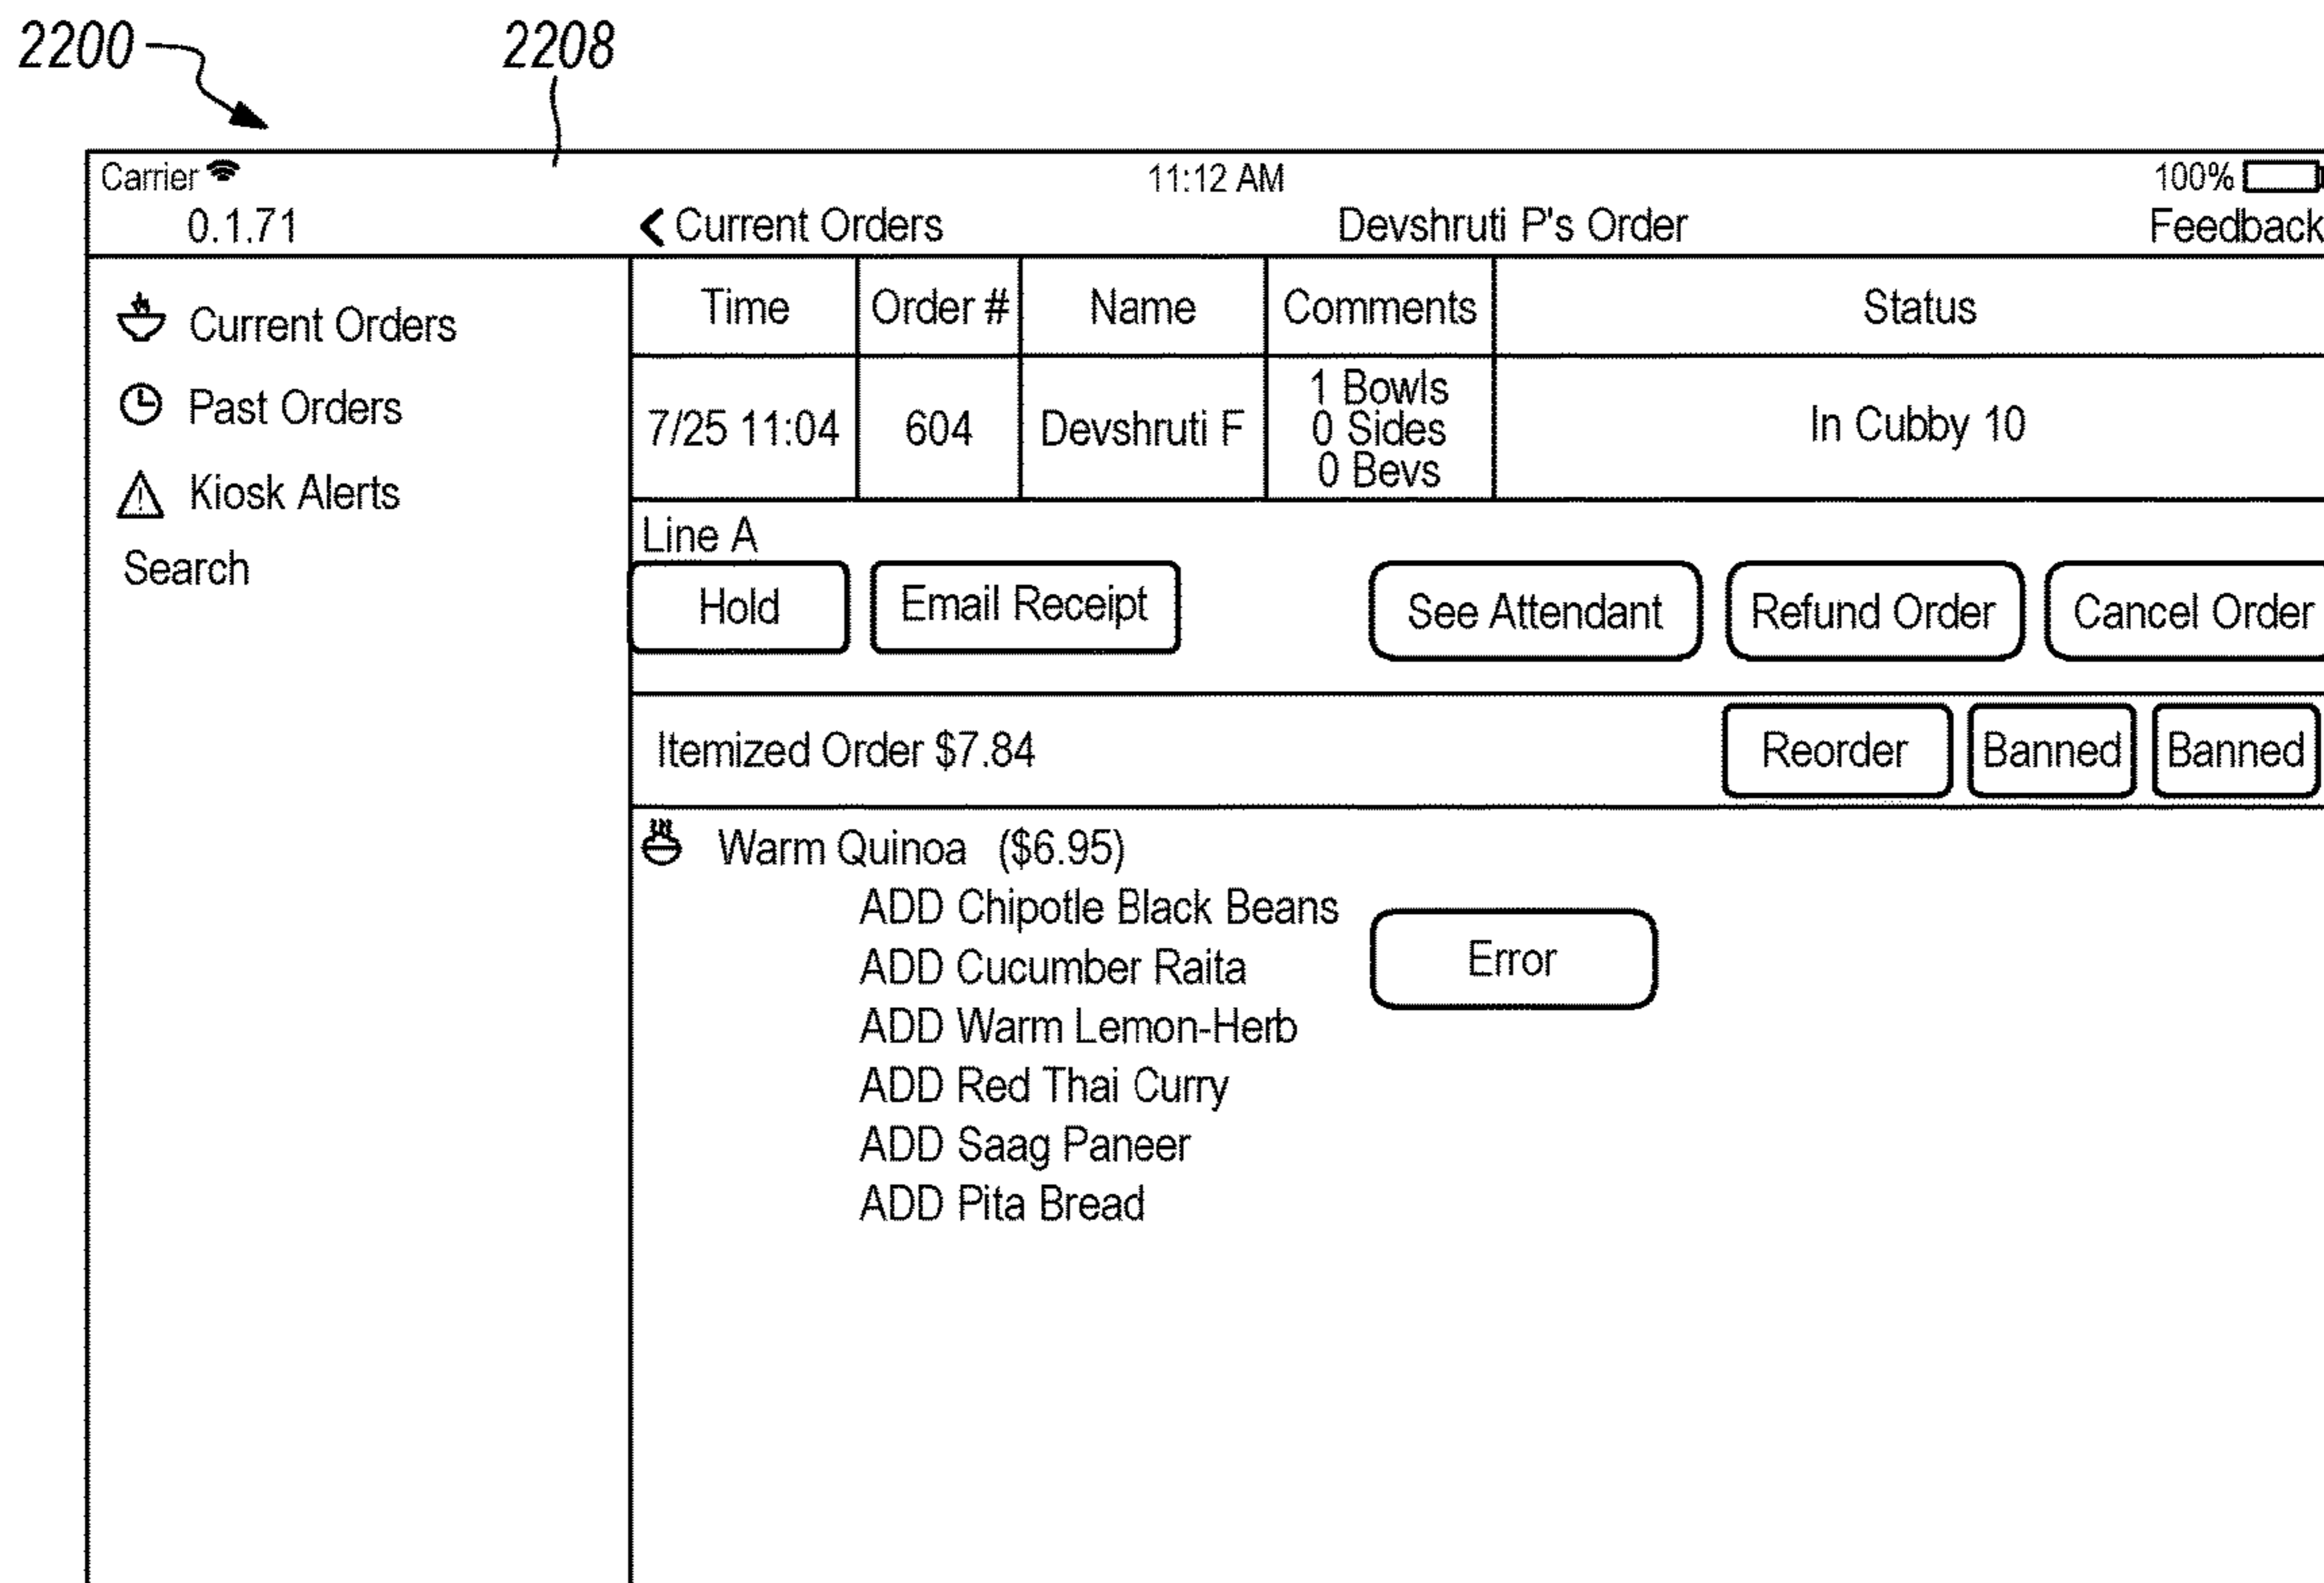 2200 2208
Carrier 11:12 AM 100%
0.1.71 Current Orders Devshruti P's Order Feedback
Current Orders
Past Orders
Kiosk Alerts
Search
Time Order # Name Comments Status
7/25 11:04 604 Devshruti F 1 Bowls In Cubby 10
0 Sides
0 Bevs
Line A
Hold Email Receipt See Attendant Refund Order Cancel Order
Itemized Order $7.84 Reorder Banned Banned
Warm Quinoa ($6.95)
ADD Chipotle Black Beans
ADD Cucumber Raita Error
ADD Warm Lemon-Herb
ADD Red Thai Curry
ADD Saag Paneer
ADD Pita Bread